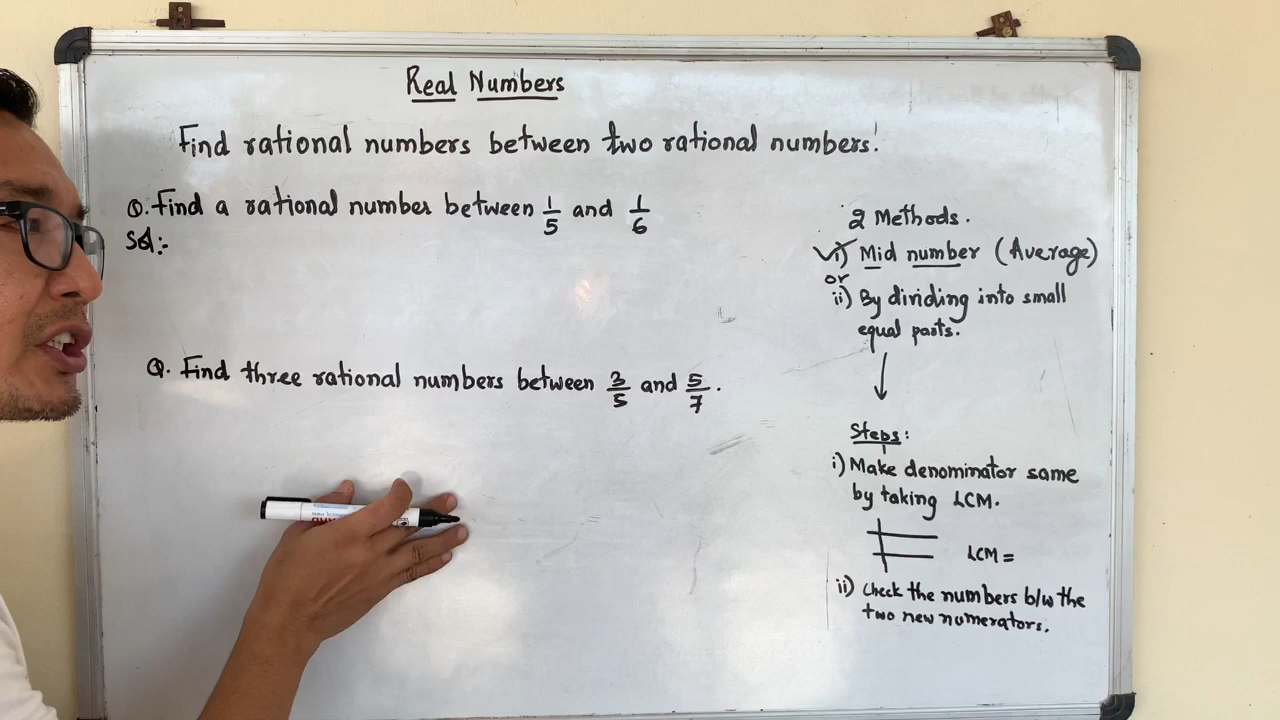 Real Numbers
Find rational numbers between two rational numbers.
Q. Find a rational number between 1/5 and 1/6
Sol:-
Q. Find three rational numbers between 3/5 and 5/7.
2 Methods.
i) Mid number (Average)
or
ii) By dividing into small
equal parts.
Steps:
i) Make denominator same
by taking LCM.
LCM =
ii) Check the numbers b/w the
two new numerators.